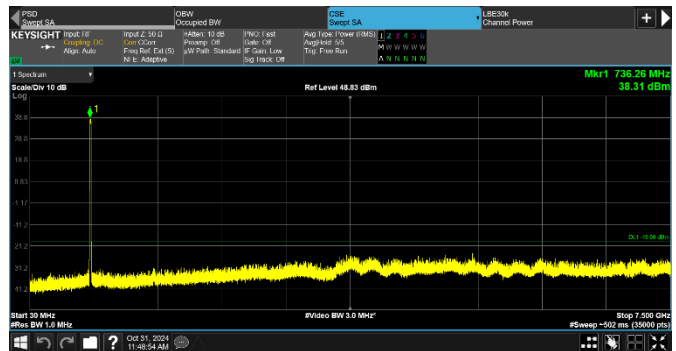 PSD
Swept SA
OBW
Occupied BW
CSE
Swept SA
LBE30k
Channel Power
KEYSIGHT
Input: RF
Coupling: DC
Align: Auto
Input Z: 50 Ω
Corr CCorr
Freq Ref: Ext (S)
NFE: Adaptive
#Atten: 10 dB
Preamp: Off
µW Path: Standard
PNO: Fast
Gate: Off
IF Gain: Low
Sig Track: Off
Avg Type: Power (RMS)
Avg|Hold: 5/5
Trig: Free Run
1 2 3 4 5 6
M W W W W W
A N N N N N
1 Spectrum
Scale/Div 10 dB
Ref Level 48.83 dBm
Mkr1 736.26 MHz
38.31 dBm
Log
1
38.8
28.8
18.8
8.83
-1.17
-11.2
-21.2
-31.2
-41.2
Start 30 MHz
#Video BW 3.0 MHz*
Stop 7.500 GHz
#Res BW 1.0 MHz
#Sweep ~502 ms (35000 pts)
Oct 31, 2024
11:48:54 AM